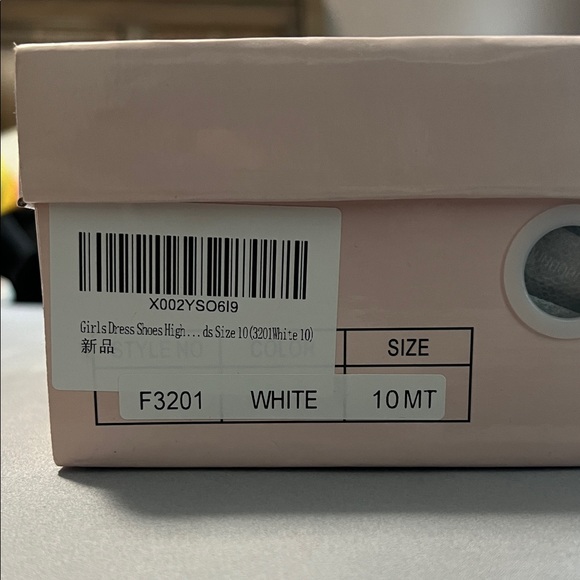 X002YSO6I9
Girls Dress Shoes High...ds Size 10(3201White 10)
新品
STYLE NO COLOR SIZE
F3201 WHITE 10 MT